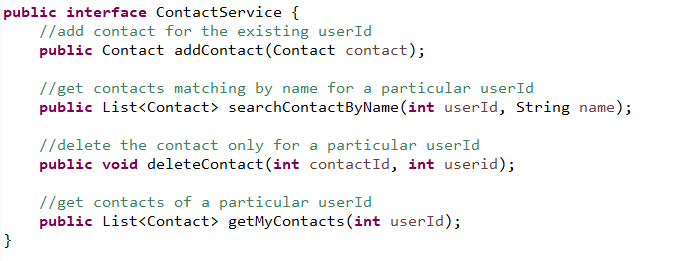 public interface ContactService {
//add contact for the existing userId
public Contact addContact(Contact contact);
//get contacts matching by name for a particular userId
public List<Contact> searchContactByName(int userId, String name);
//delete the contact only for a particular userId
public void deleteContact(int contactId, int userid);
//get contacts of a particular userId
public List<Contact> getMyContacts(int userId);
}